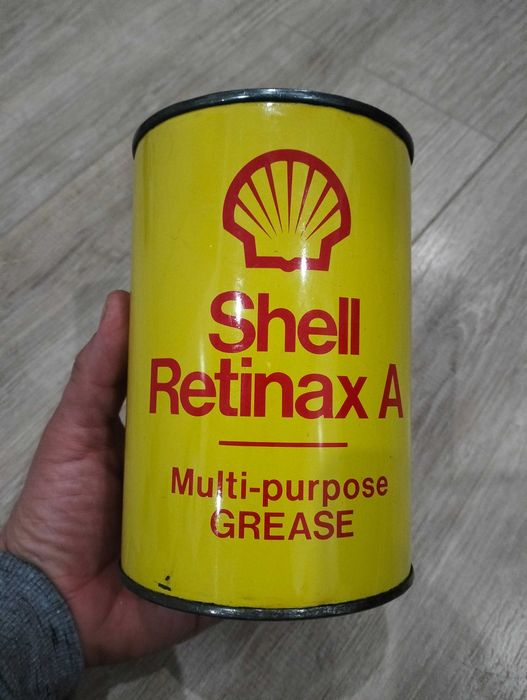 Shell
Retinax A
Multi-purpose
GREASE